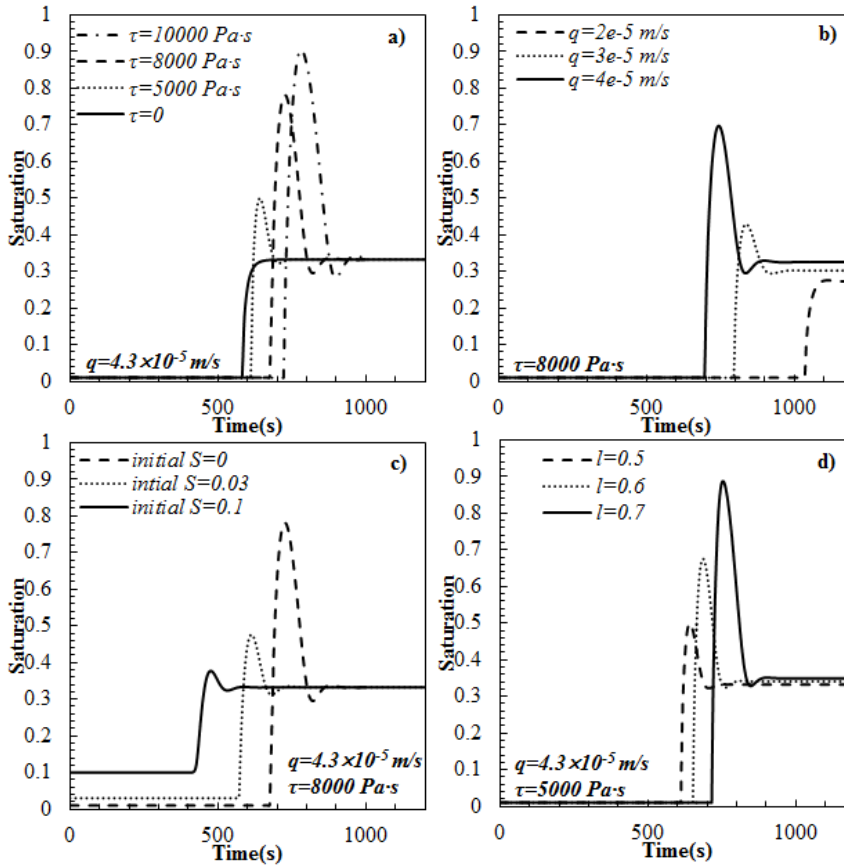 a)
τ=10000 Pa·s
τ=8000 Pa·s
τ=5000 Pa·s
τ=0
1
0.9
0.8
0.7
0.6
0.5
0.4
0.3
0.2
0.1
0
Saturation
q=4.3×10⁻⁵ m/s
0 500 1000
Time(s)
b)
q=2e-5 m/s
q=3e-5 m/s
q=4e-5 m/s
1
0.9
0.8
0.7
0.6
0.5
0.4
0.3
0.2
0.1
0
Saturation
τ=8000 Pa·s
0 500 1000
Time(s)
c)
initial S=0
intial S=0.03
initial S=0.1
1
0.9
0.8
0.7
0.6
0.5
0.4
0.3
0.2
0.1
0
Saturation
q=4.3×10⁻⁵ m/s
τ=8000 Pa·s
0 500 1000
Time(s)
d)
l=0.5
l=0.6
l=0.7
1
0.9
0.8
0.7
0.6
0.5
0.4
0.3
0.2
0.1
0
Saturation
q=4.3×10⁻⁵ m/s
τ=5000 Pa·s
0 500 1000
Time(s)